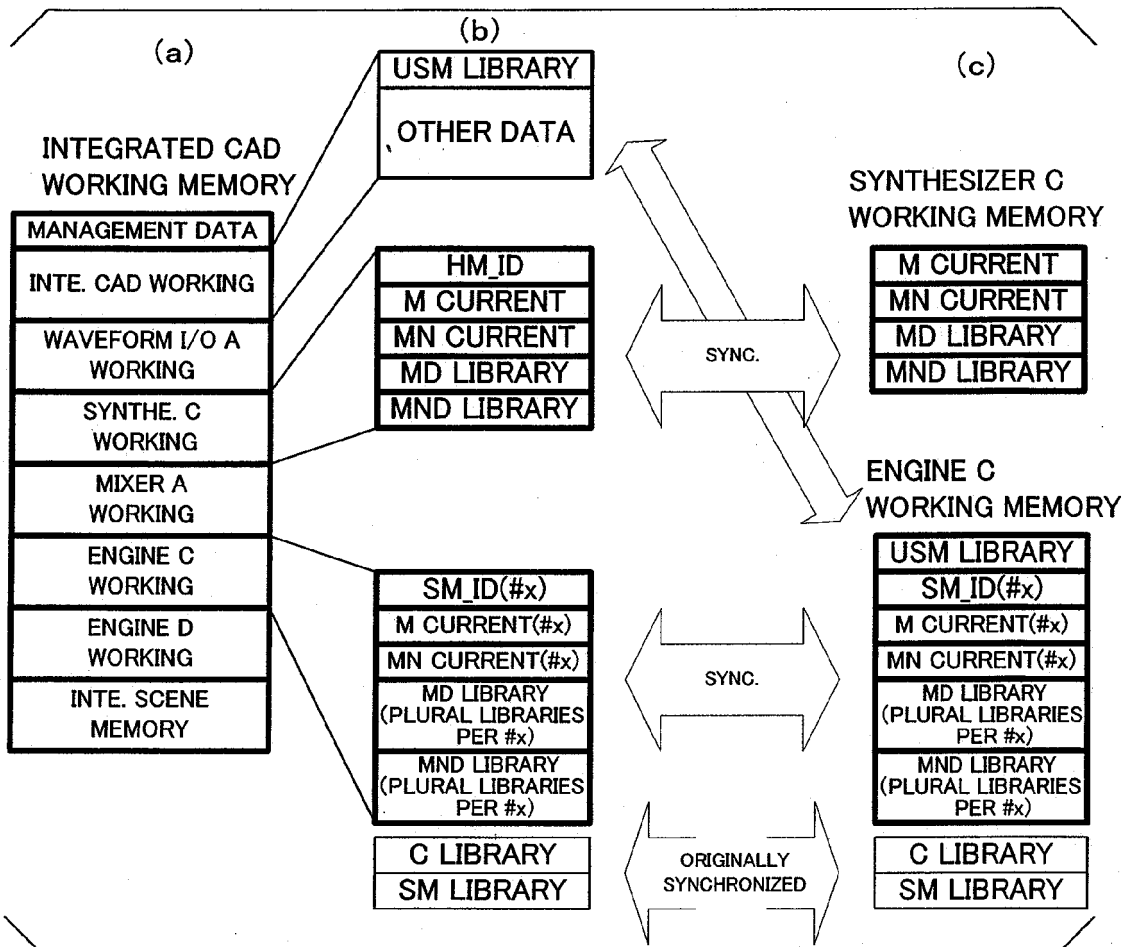 (a)
(b)
(c)
INTEGRATED CAD
WORKING MEMORY
MANAGEMENT DATA
INTE. CAD WORKING
WAVEFORM I/O A
WORKING
SYNTHE. C
WORKING
MIXER A
WORKING
ENGINE C
WORKING
ENGINE D
WORKING
INTE. SCENE
MEMORY
USM LIBRARY
OTHER DATA
HM_ID
M CURRENT
MN CURRENT
MD LIBRARY
MND LIBRARY
SM_ID(#x)
M CURRENT(#x)
MN CURRENT(#x)
MD LIBRARY
(PLURAL LIBRARIES
PER #x)
MND LIBRARY
(PLURAL LIBRARIES
PER #x)
C LIBRARY
SM LIBRARY
SYNC.
SYNC.
ORIGINALLY
SYNCHRONIZED
SYNTHESIZER C
WORKING MEMORY
M CURRENT
MN CURRENT
MD LIBRARY
MND LIBRARY
ENGINE C
WORKING MEMORY
USM LIBRARY
SM_ID(#x)
M CURRENT(#x)
MN CURRENT(#x)
MD LIBRARY
(PLURAL LIBRARIES
PER #x)
MND LIBRARY
(PLURAL LIBRARIES
PER #x)
C LIBRARY
SM LIBRARY